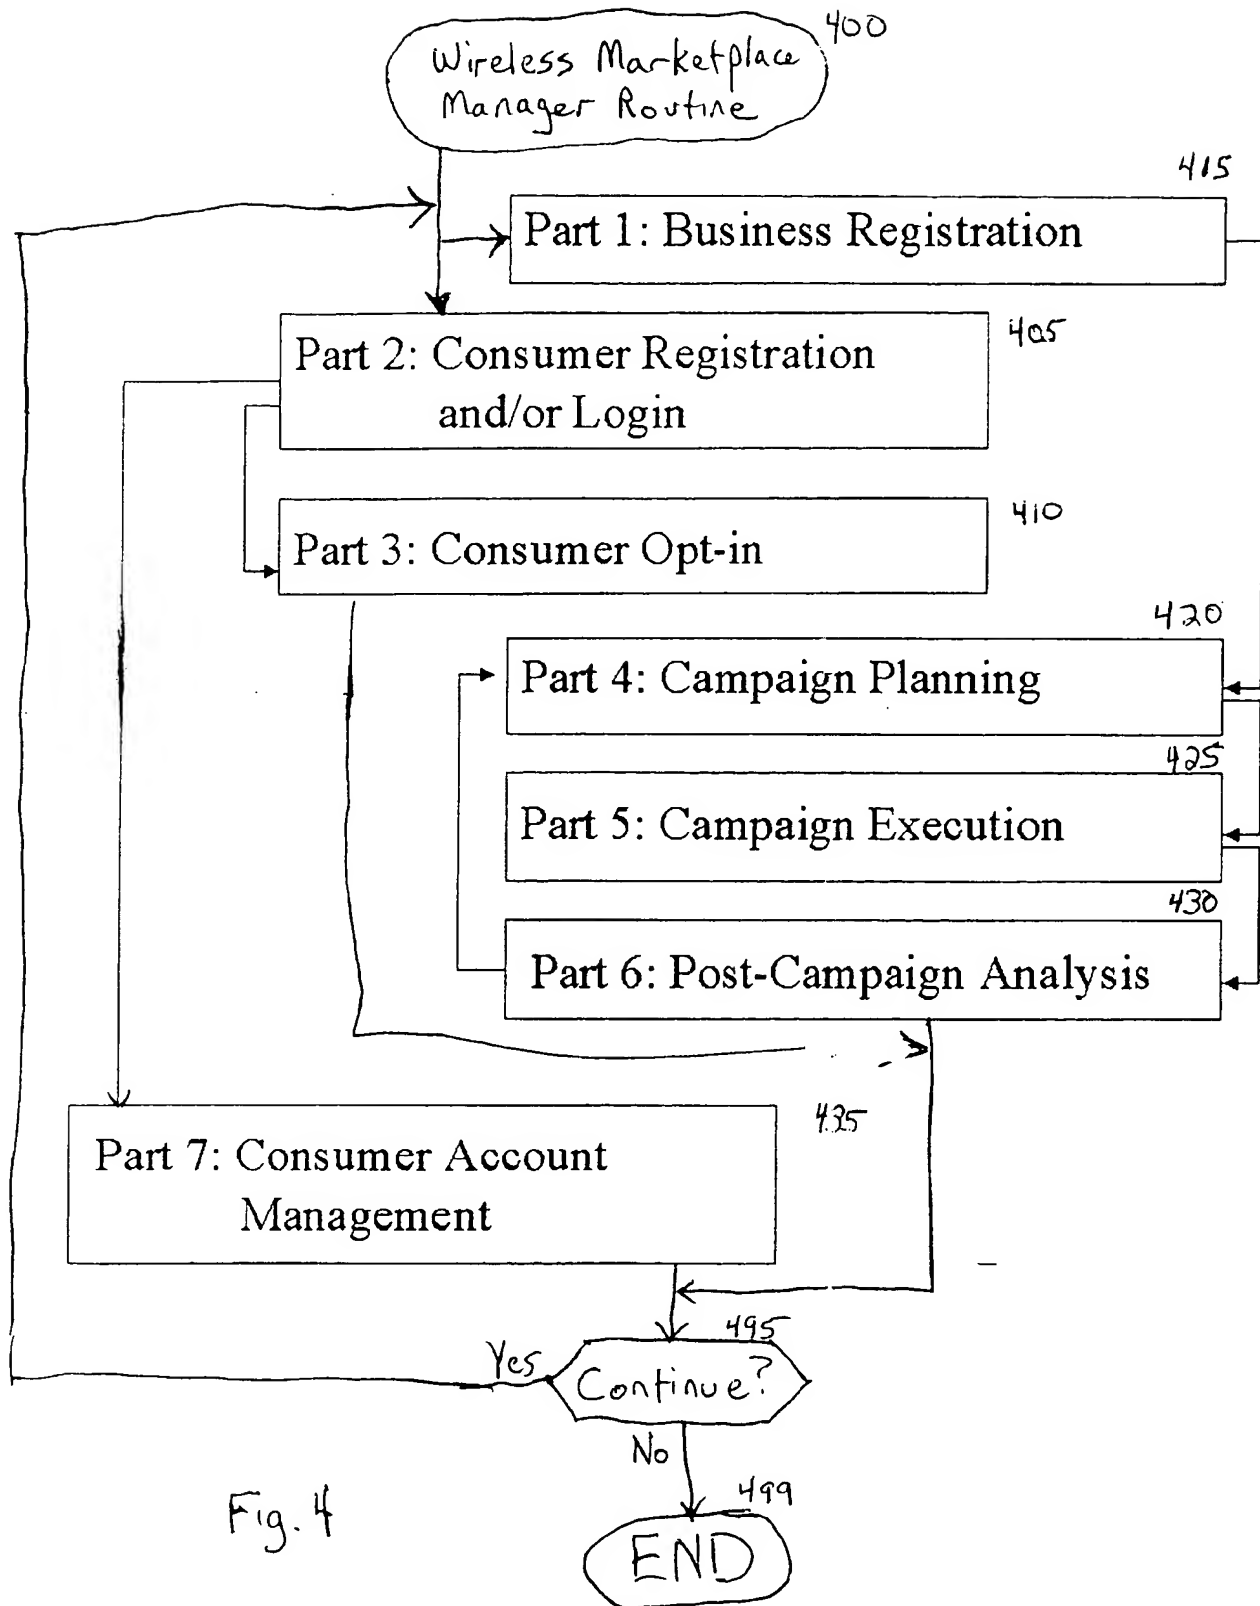 400
Wireless Marketplace
Manager Routine
415
Part 1: Business Registration
405
Part 2: Consumer Registration
and/or Login
410
Part 3: Consumer Opt-in
420
Part 4: Campaign Planning
425
Part 5: Campaign Execution
430
Part 6: Post-Campaign Analysis
435
Part 7: Consumer Account
Management
495
Yes
Continue?
No
499
END
Fig. 4